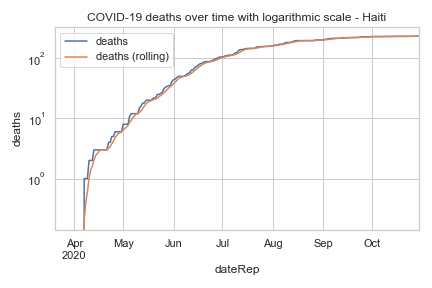 COVID-19 deaths over time with logarithmic scale - Haiti
deaths
deaths (rolling)
10²
10¹
10⁰
deaths
Apr
2020
May
Jun
Jul
Aug
Sep
Oct
dateRep